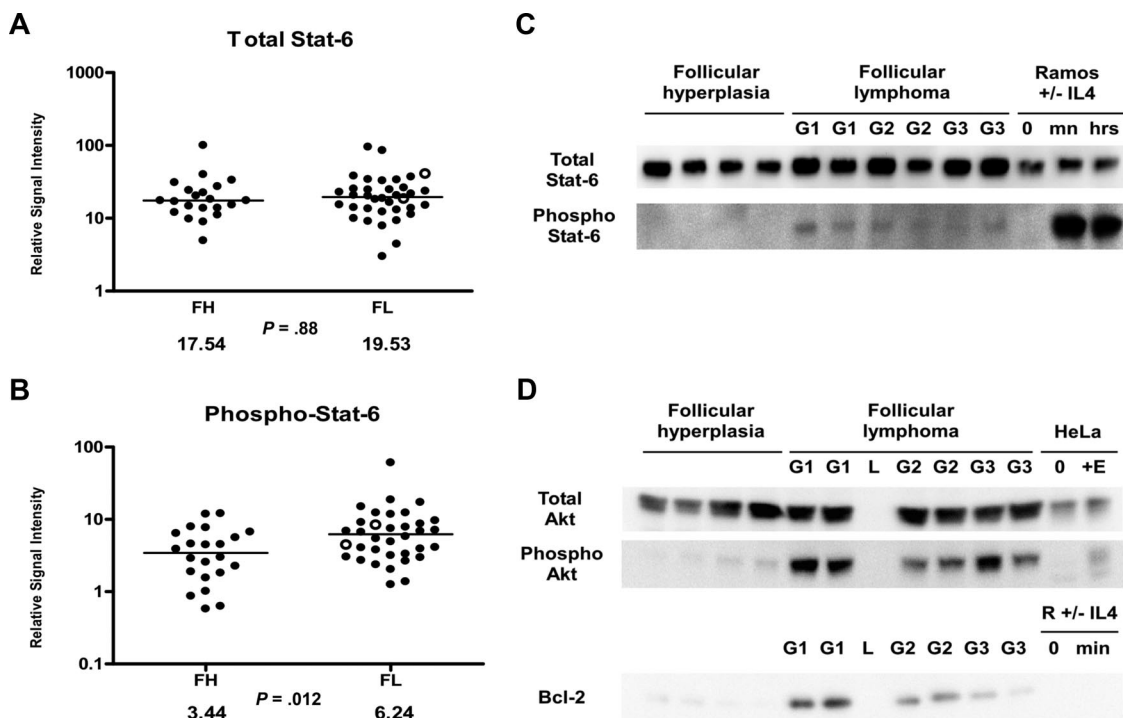 A
Total Stat-6
Relative Signal Intensity
1000
100
10
1
FH
FL
P = .88
17.54
19.53
B
Phospho-Stat-6
Relative Signal Intensity
100
10
1
0.1
FH
FL
P = .012
3.44
6.24
C
Follicular
hyperplasia
Follicular
lymphoma
Ramos
+/- IL4
G1 G1 G2 G2 G3 G3 0 mn hrs
Total
Stat-6
Phospho
Stat-6
D
Follicular
hyperplasia
Follicular
lymphoma
HeLa
G1 G1 L G2 G2 G3 G3 0 +E
Total
Akt
Phospho
Akt
R +/- IL4
G1 G1 L G2 G2 G3 G3 0 min
Bcl-2